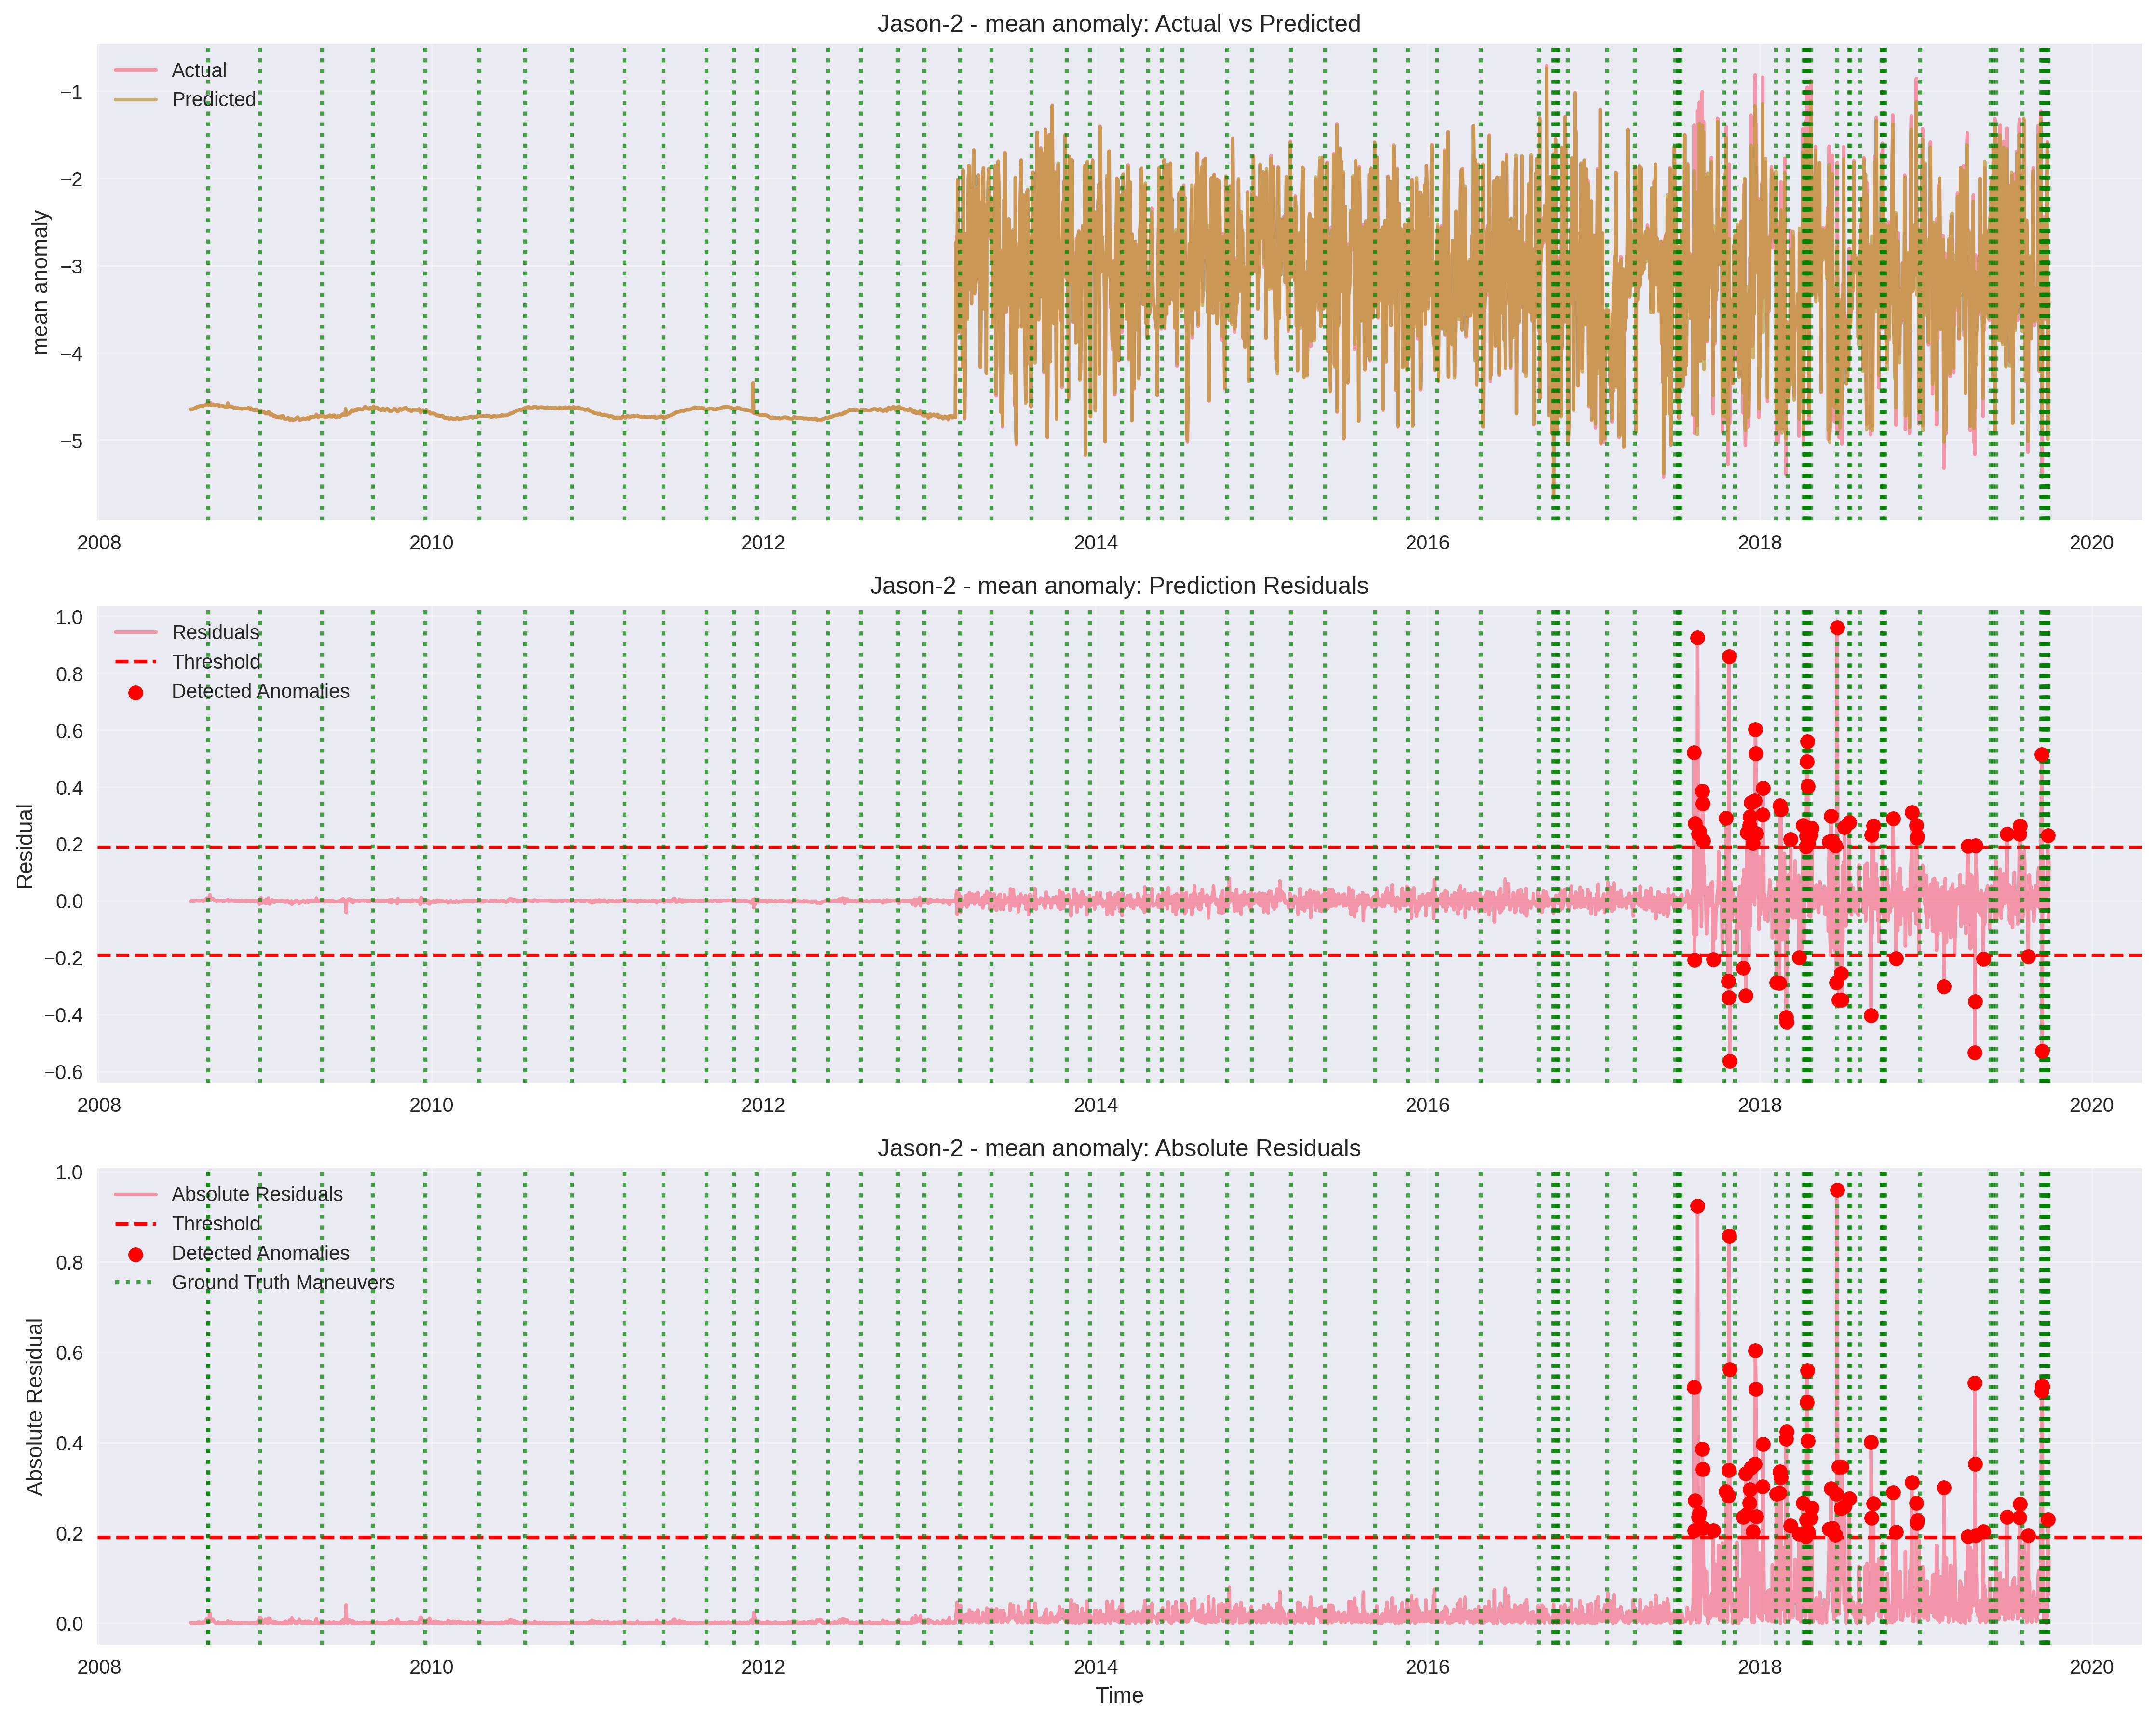 Jason-2 - mean anomaly: Actual vs Predicted
Actual
Predicted
mean anomaly
−1
−2
−3
−4
−5
2008 2010 2012 2014 2016 2018 2020
Jason-2 - mean anomaly: Prediction Residuals
Residuals
Threshold
Detected Anomalies
Residual
1.0
0.8
0.6
0.4
0.2
0.0
−0.2
−0.4
−0.6
2008 2010 2012 2014 2016 2018 2020
Jason-2 - mean anomaly: Absolute Residuals
Absolute Residuals
Threshold
Detected Anomalies
Ground Truth Maneuvers
Absolute Residual
1.0
0.8
0.6
0.4
0.2
0.0
2008 2010 2012 2014 2016 2018 2020
Time